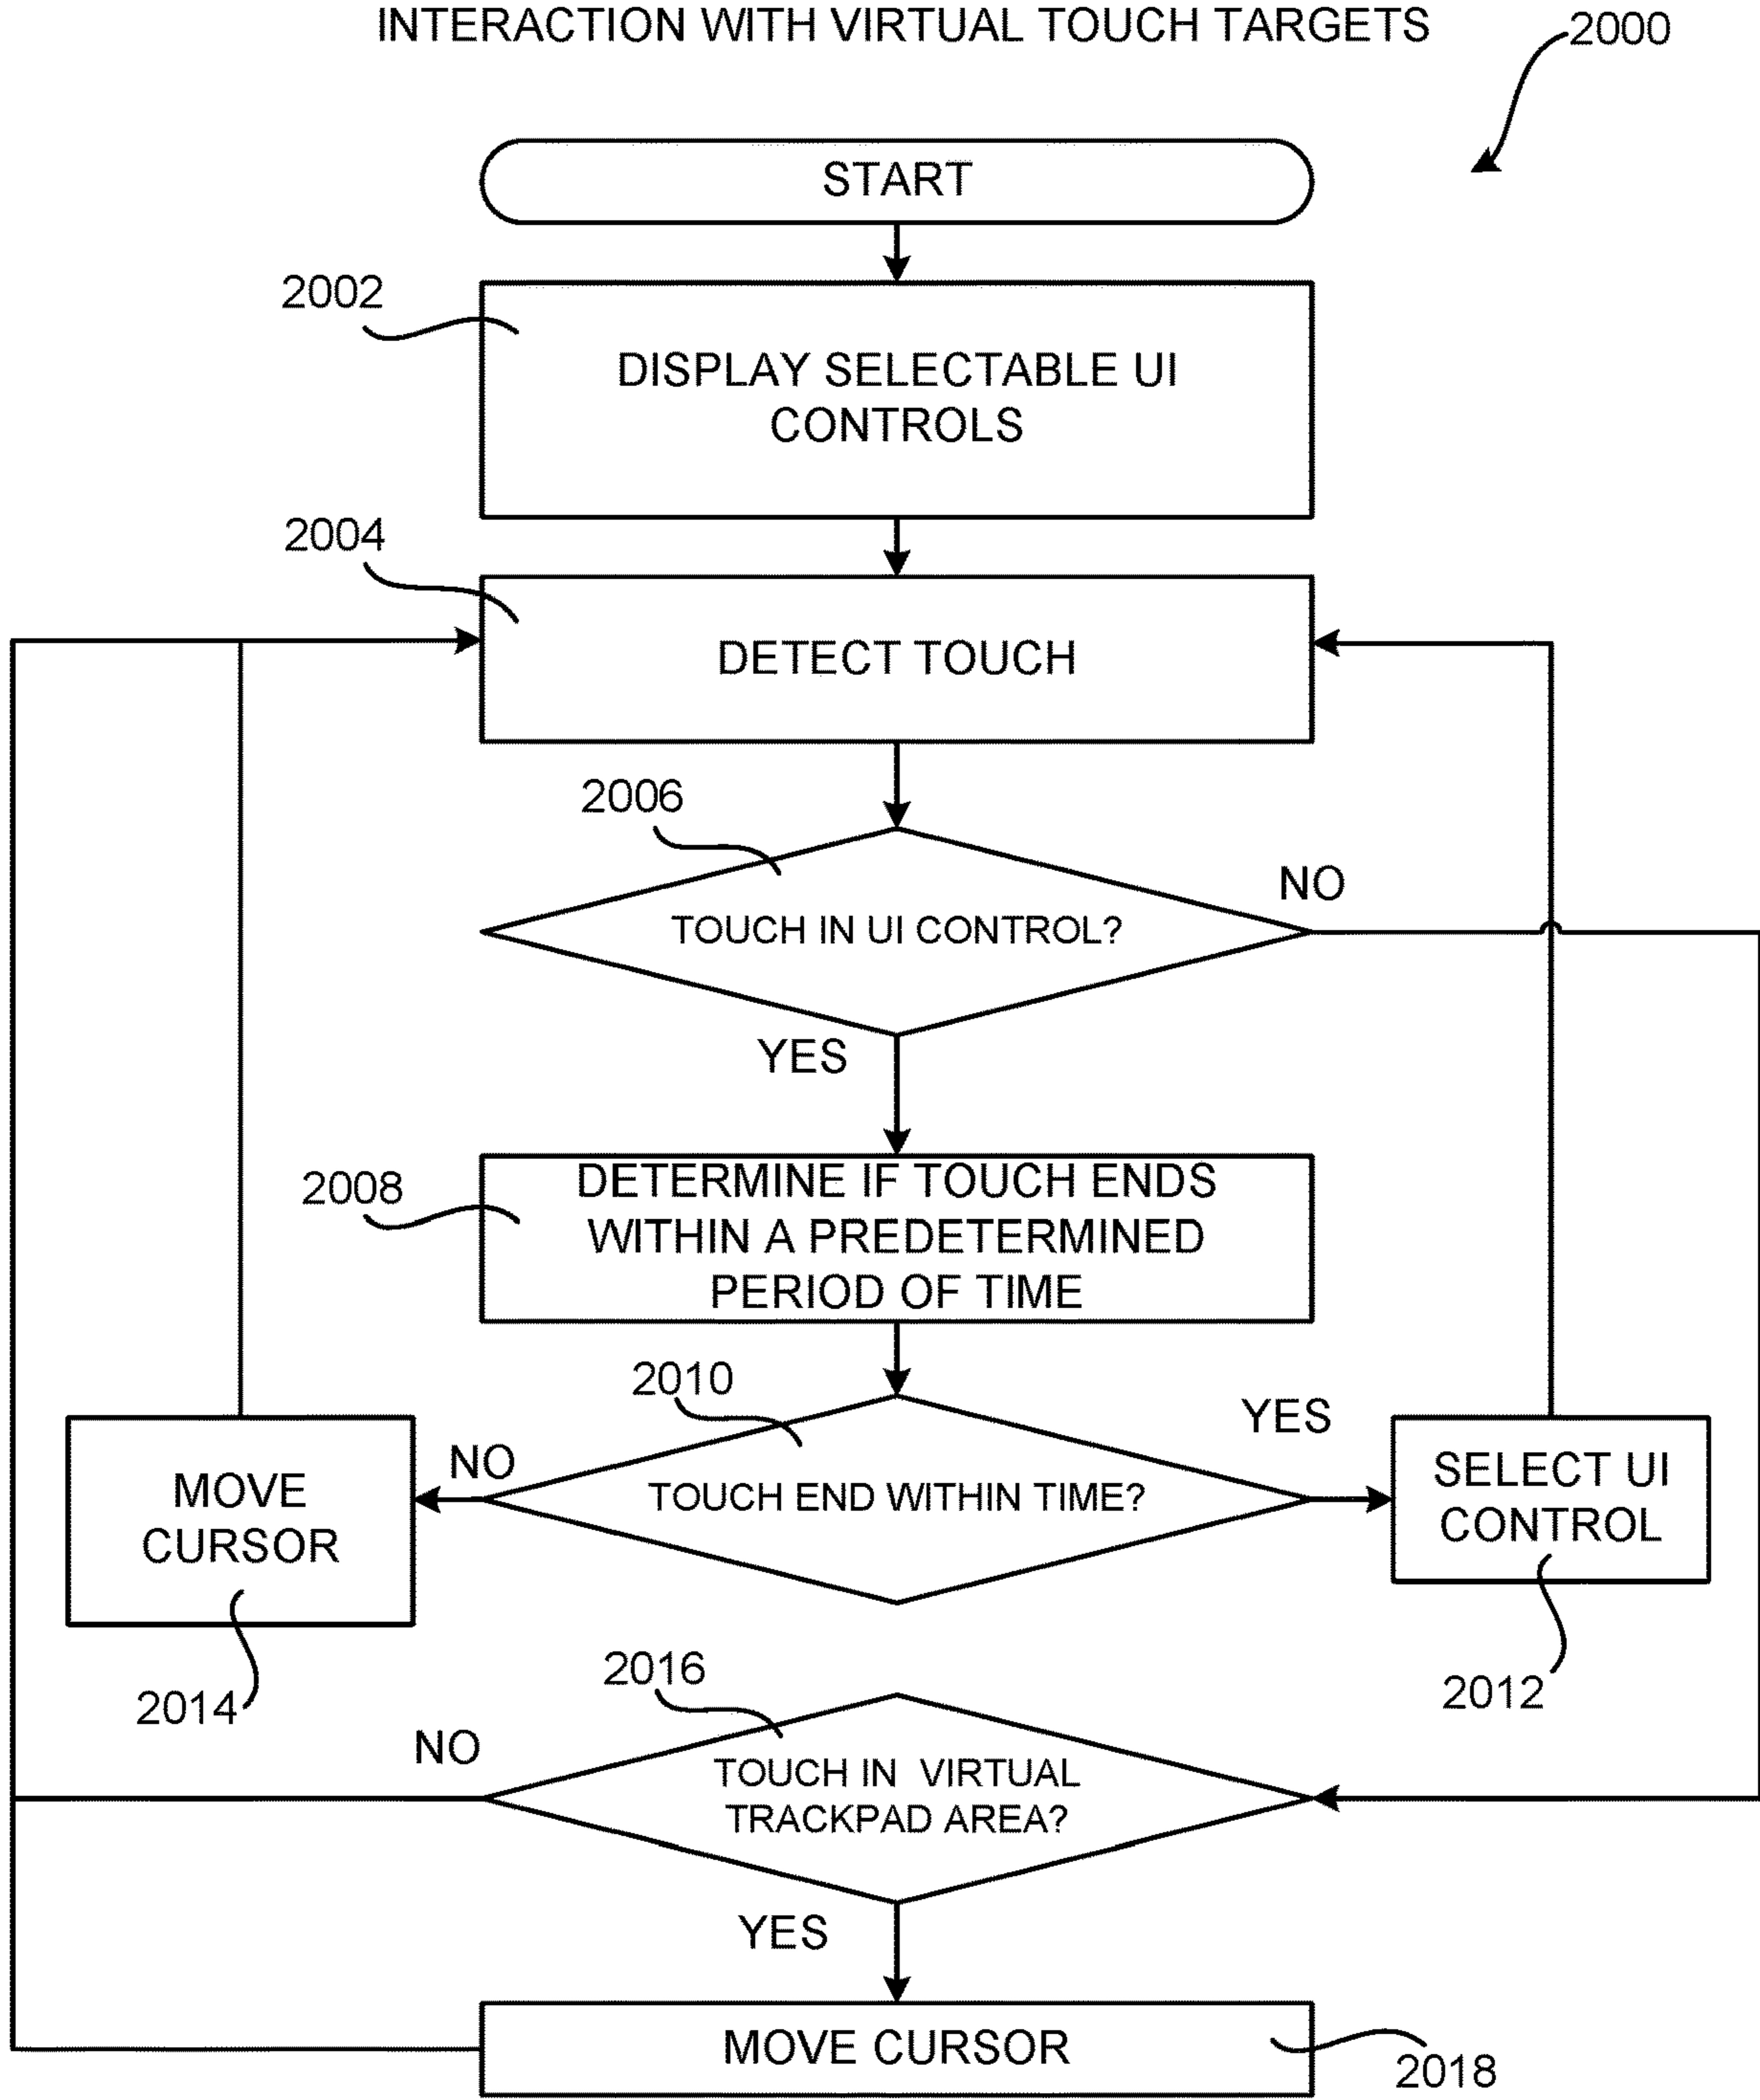 INTERACTION WITH VIRTUAL TOUCH TARGETS
2000
START
2002
DISPLAY SELECTABLE UI
CONTROLS
2004
DETECT TOUCH
2006
NO
TOUCH IN UI CONTROL?
YES
2008
DETERMINE IF TOUCH ENDS
WITHIN A PREDETERMINED
PERIOD OF TIME
2010
YES
NO
MOVE
CURSOR
TOUCH END WITHIN TIME?
SELECT UI
CONTROL
2014
2012
2016
NO
TOUCH IN VIRTUAL
TRACKPAD AREA?
YES
MOVE CURSOR
2018